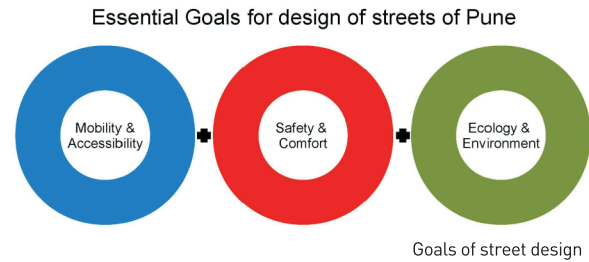 Essential Goals for design of streets of Pune
Mobility &
Accessibility
Safety &
Comfort
Ecology &
Environment
Goals of street design